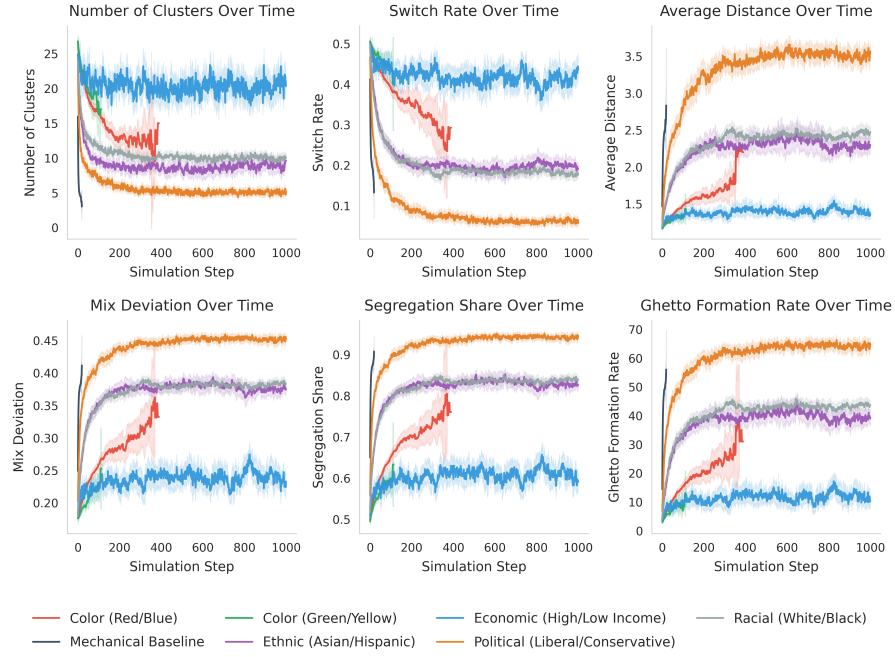 Number of Clusters Over Time
Switch Rate Over Time
Average Distance Over Time
Number of Clusters
25
20
15
10
5
0
0 200 400 600 800 1000
Simulation Step
Switch Rate
0.5
0.4
0.3
0.2
0.1
0 200 400 600 800 1000
Simulation Step
Average Distance
3.5
3.0
2.5
2.0
1.5
0 200 400 600 800 1000
Simulation Step
Mix Deviation Over Time
Segregation Share Over Time
Ghetto Formation Rate Over Time
Mix Deviation
0.45
0.40
0.35
0.30
0.25
0.20
0 200 400 600 800 1000
Simulation Step
Segregation Share
0.9
0.8
0.7
0.6
0.5
0 200 400 600 800 1000
Simulation Step
Ghetto Formation Rate
70
60
50
40
30
20
10
0
0 200 400 600 800 1000
Simulation Step
Color (Red/Blue)
Color (Green/Yellow)
Economic (High/Low Income)
Racial (White/Black)
Mechanical Baseline
Ethnic (Asian/Hispanic)
Political (Liberal/Conservative)